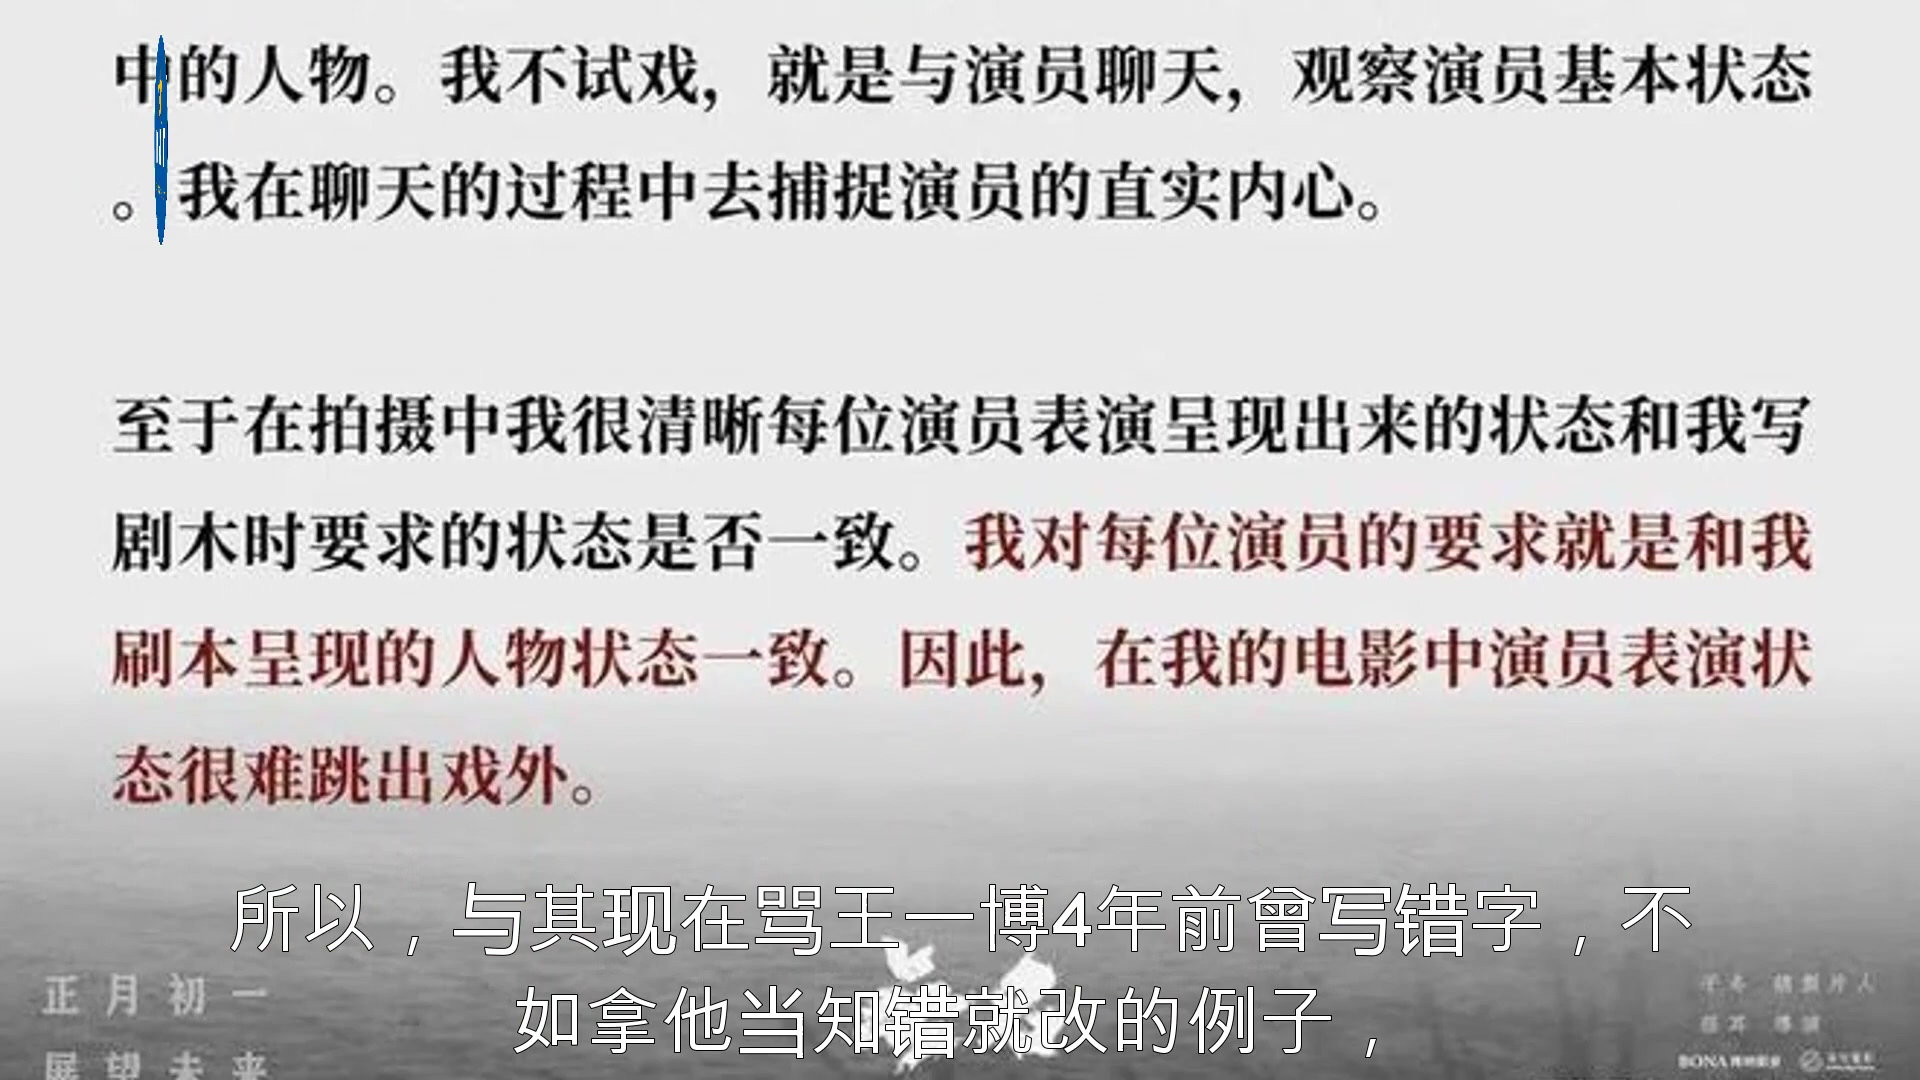 中的人物。我不试戏，就是与演员聊天，观察演员基本状态
。我在聊天的过程中去捕捉演员的直实内心。
至于在拍摄中我很清晰每位演员表演呈现出来的状态和我写
剧木时要求的状态是否一致。我对每位演员的要求就是和我
刷本呈现的人物状态一致。因此，在我的电影中演员表演状
态很难跳出戏外。
所以，与其现在骂王一博4年前曾写错字，不
如拿他当知错就改的例子，
正月初一
展望未来
BONA